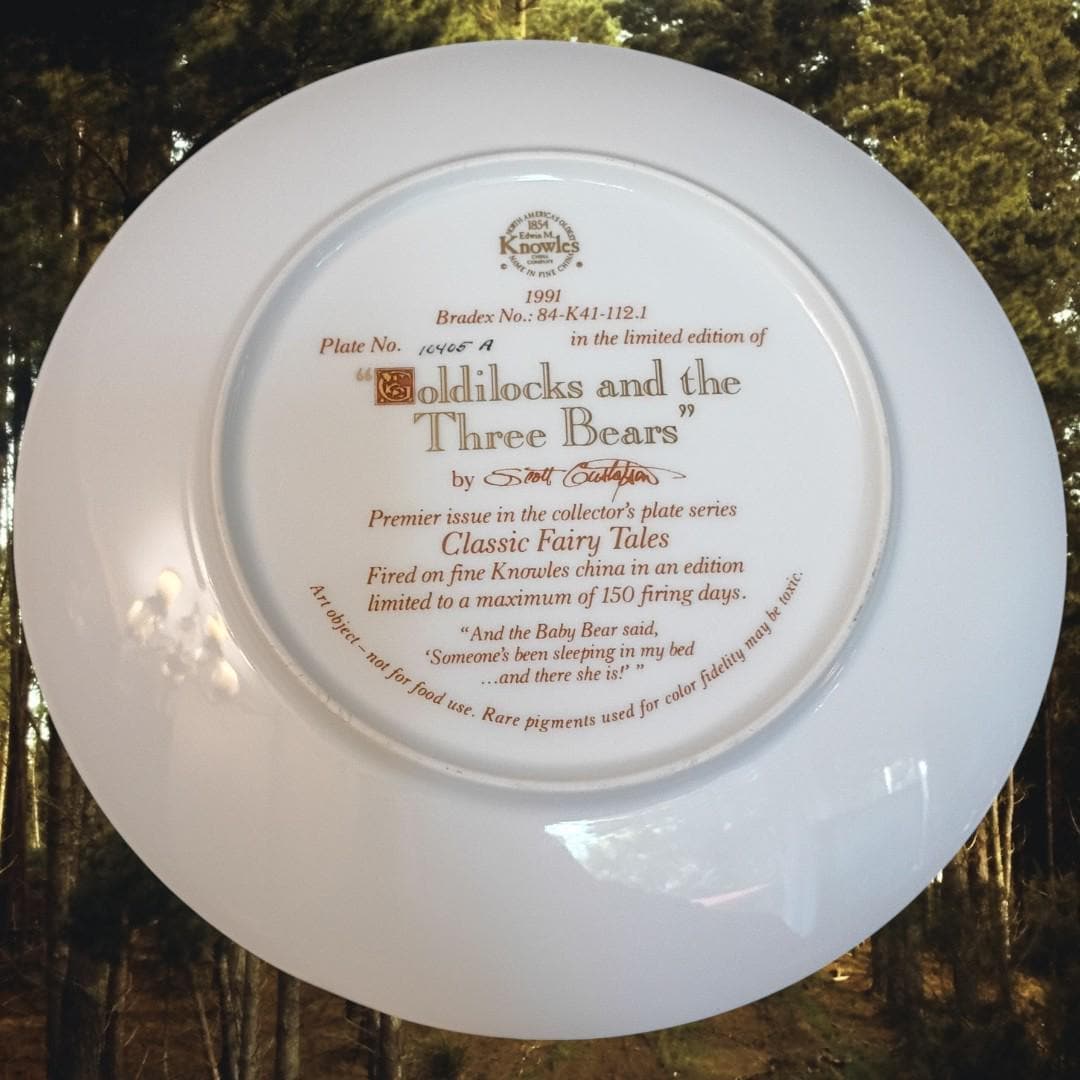 NORTH AMERICA'S OLDEST
1854
Edwin M.
Knowles
CHINA
COMPANY
NAME IN FINE CHINA
1991
Bradex No.: 84-K41-112.1
Plate No. 10405 A in the limited edition of
“Goldilocks and the
Three Bears”
by Scott Gustafson
Premier issue in the collector's plate series
Classic Fairy Tales
Fired on fine Knowles china in an edition
limited to a maximum of 150 firing days.
“And the Baby Bear said,
‘Someone's been sleeping in my bed
...and there she is!’ ”
Art object – not for food use. Rare pigments used for color fidelity may be toxic.